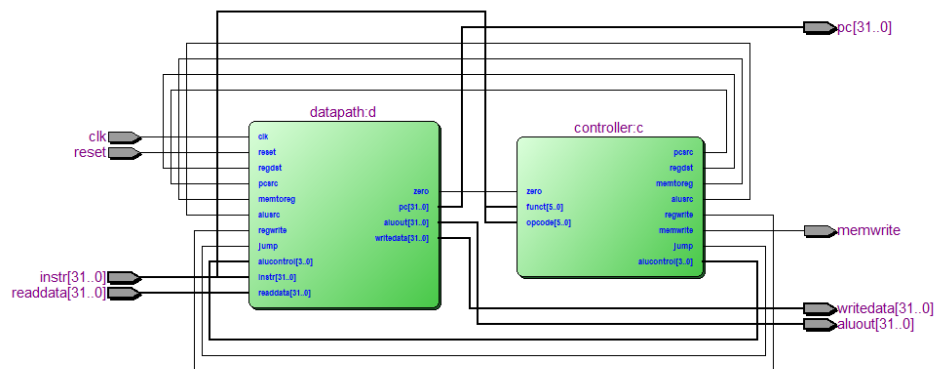 pc[31..0]
datapath:d
controller:c
clk
reset
clk
reset
regdst
pcsrc
memtoreg
alusrc
regwrite
jump
alucontrol[3..0]
instr[31..0]
readdata[31..0]
zero
pc[31..0]
aluout[31..0]
writedata[31..0]
zero
funct[5..0]
opcode[5..0]
pcsrc
regdst
memtoreg
alusrc
regwrite
memwrite
jump
alucontrol[3..0]
memwrite
instr[31..0]
readdata[31..0]
writedata[31..0]
aluout[31..0]